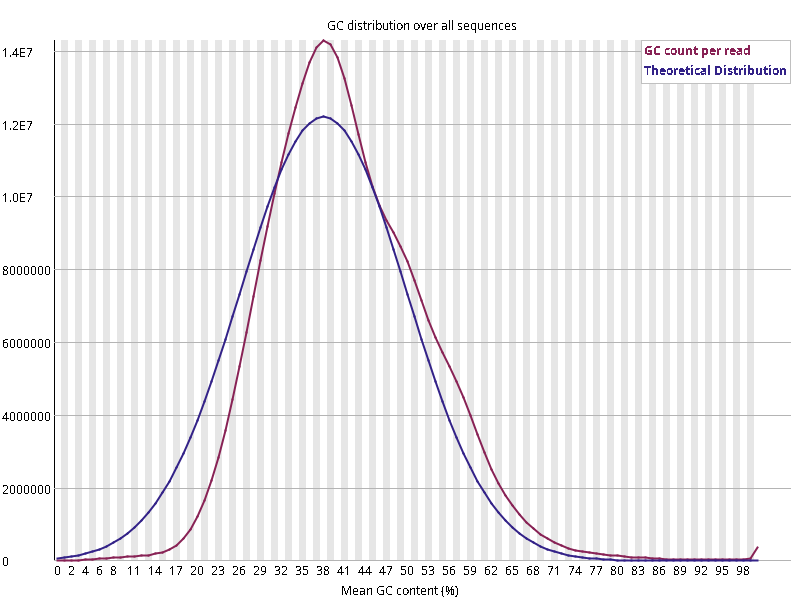 GC distribution over all sequences
GC count per read
Theoretical Distribution
1.4E7
1.2E7
1.0E7
8000000
6000000
4000000
2000000
0
0 2 4 6 8 11 14 17 20 23 26 29 32 35 38 41 44 47 50 53 56 59 62 65 68 71 74 77 80 83 86 89 92 95 98
Mean GC content (%)